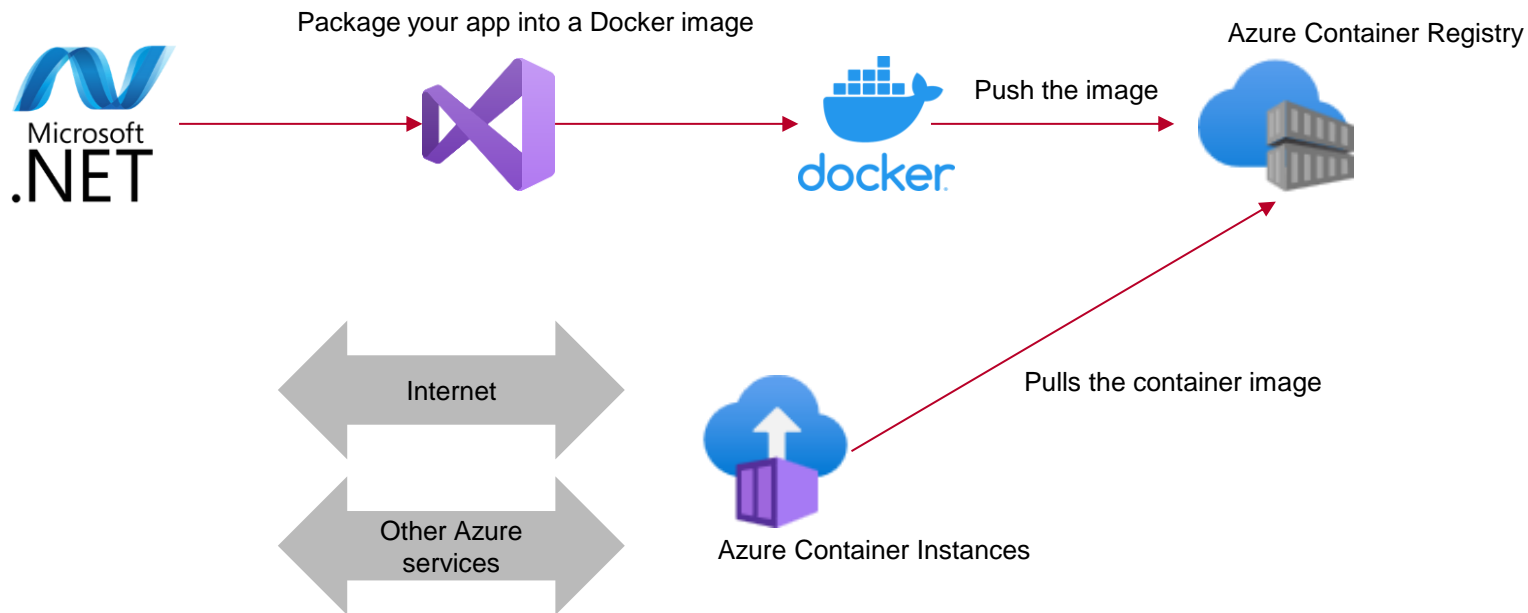 Package your app into a Docker image
Azure Container Registry
Microsoft
.NET
docker.
Push the image
Internet
Pulls the container image
Other Azure
services
Azure Container Instances